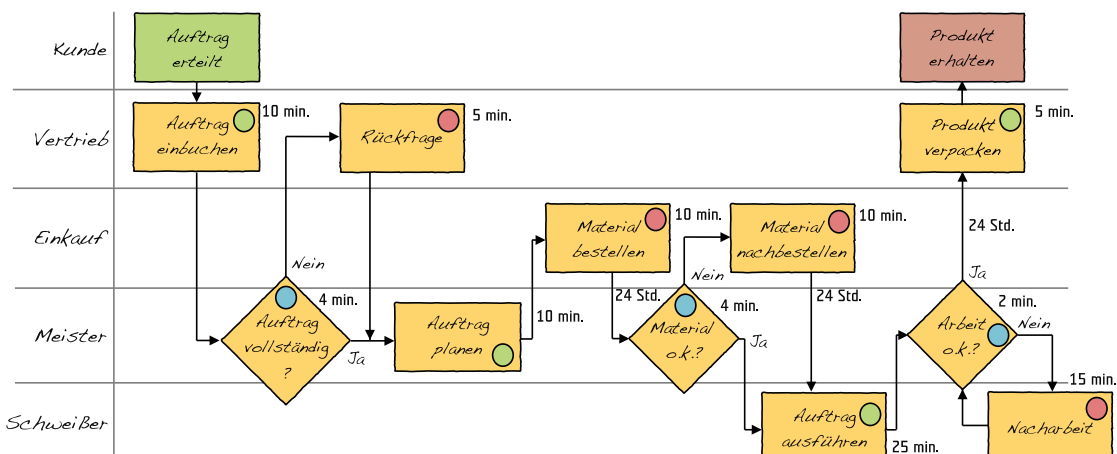 Kunde
Auftrag
erteilt
Produkt
erhalten
Vertrieb
Auftrag
einbuchen
10 min.
Rückfrage
5 min.
Produkt
verpacken
5 min.
Einkauf
Material
bestellen
10 min.
Material
nachbestellen
10 min.
24 Std.
Nein
Nein
Ja
24 Std.
24 Std.
Meister
Auftrag
vollständig
?
4 min.
Ja
Auftrag
planen
10 min.
Material
o.k.?
4 min.
Ja
Arbeit
o.k.?
2 min.
Nein
Schweißer
Auftrag
ausführen
25 min.
15 min.
Nacharbeit